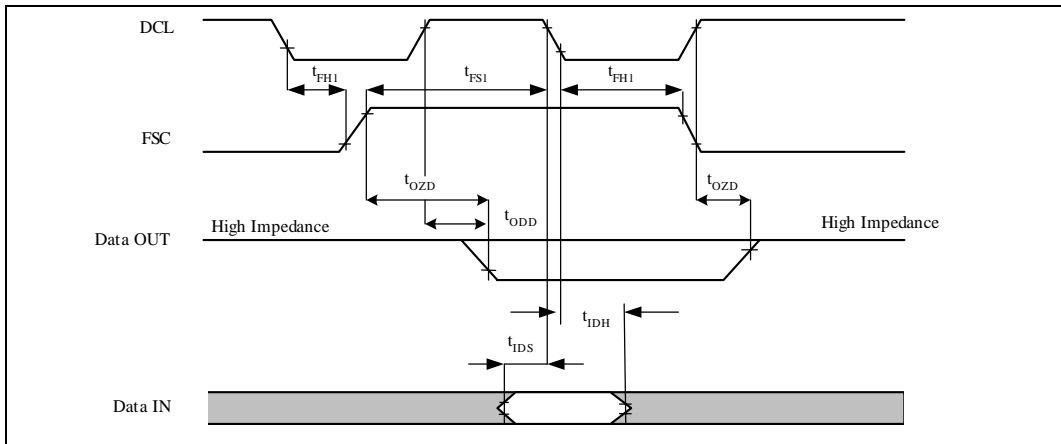 DCL
tFH1 tFS1 tFH1
FSC
tOZD tOZD
tODD
High Impedance High Impedance
Data OUT
tIDH
tIDS
Data IN